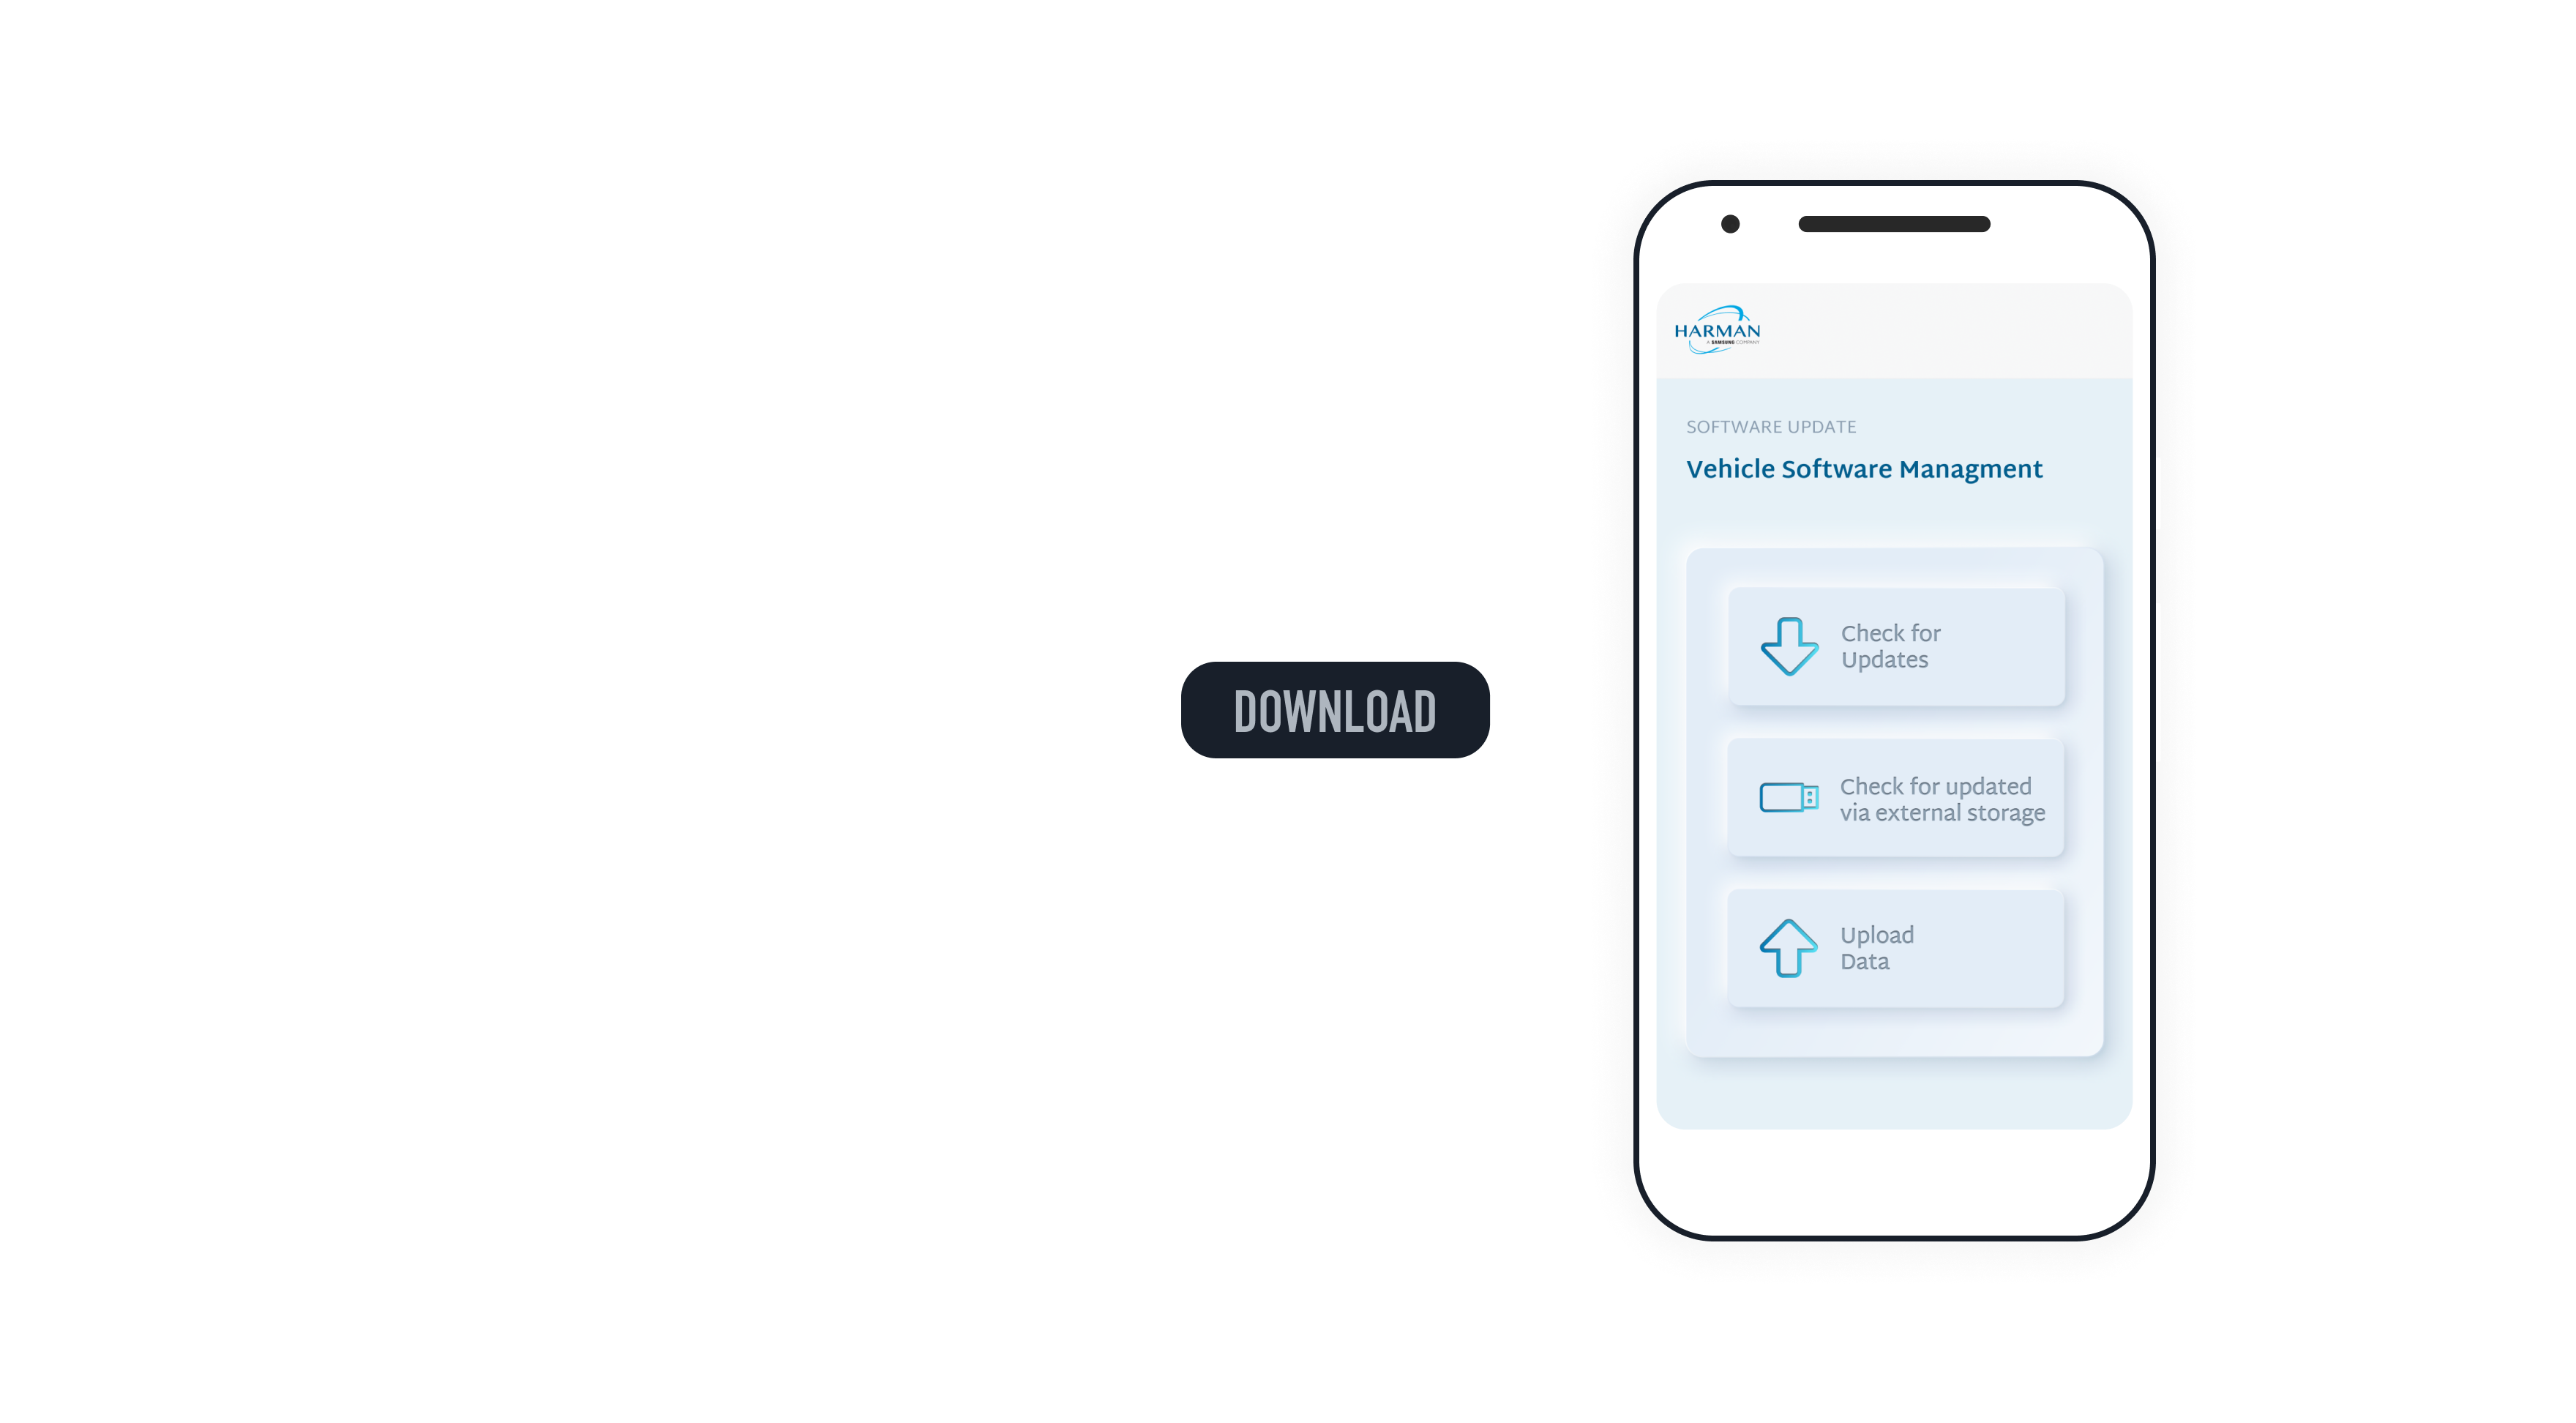 DOWNLOAD
HARMAN
A SAMSUNG COMPANY
SOFTWARE UPDATE
Vehicle Software Managment
Check for
Updates
Check for updated
via external storage
Upload
Data